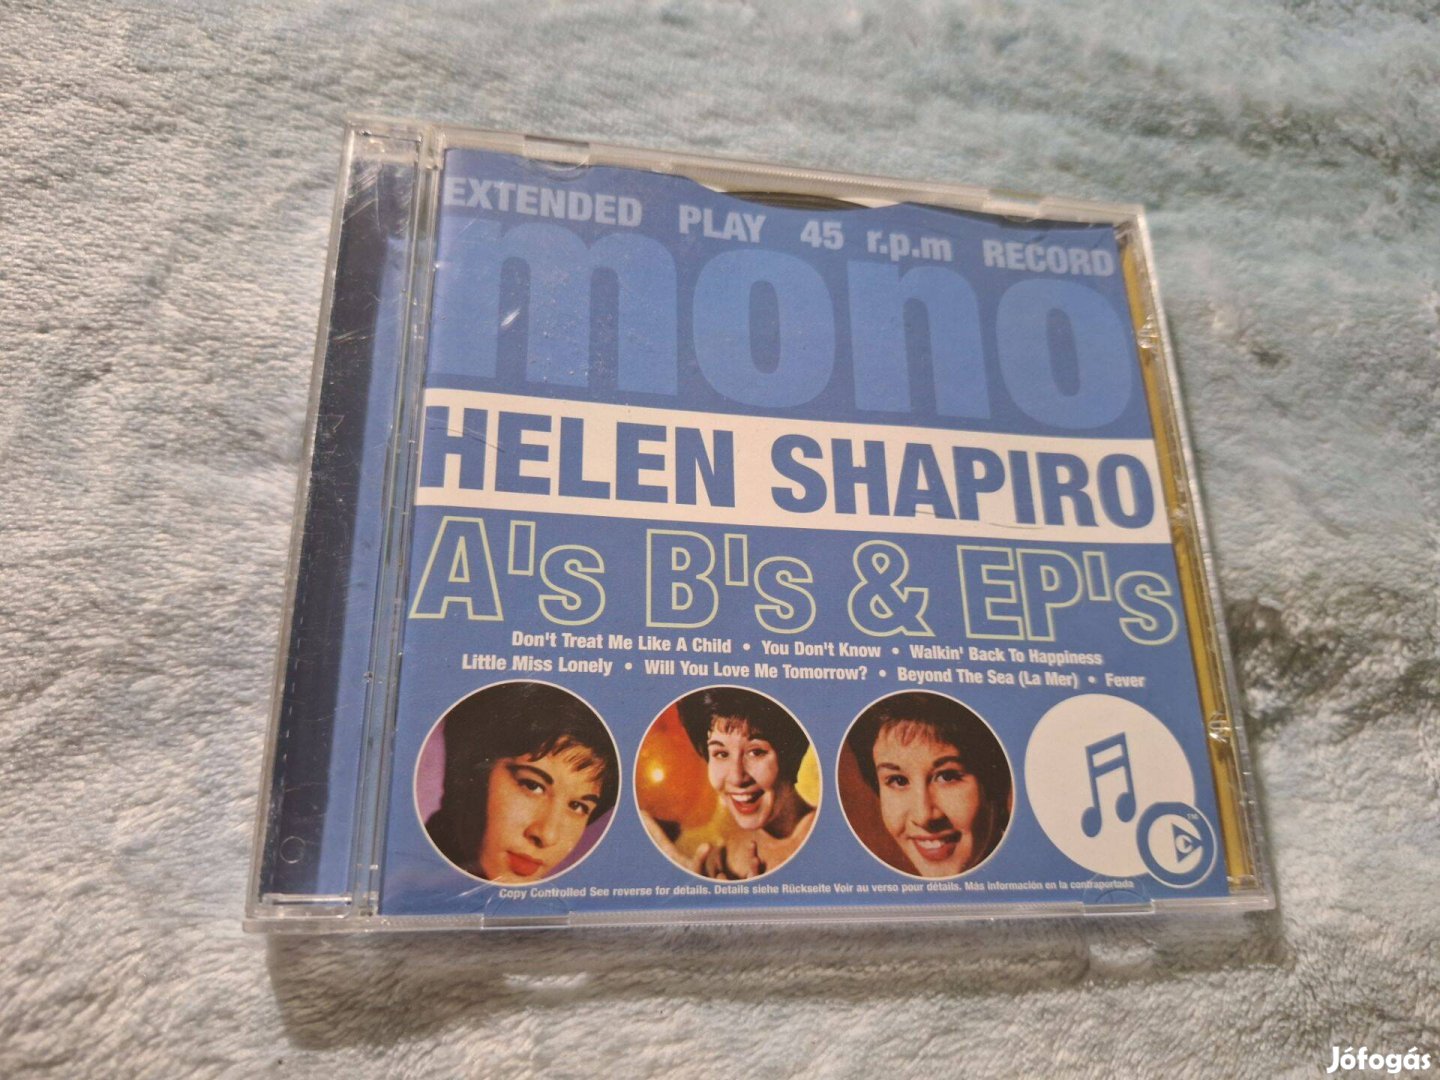 EXTENDED PLAY 45 r.p.m RECORD
mono
HELEN SHAPIRO
A's B's & EP's
Don't Treat Me Like A Child • You Don't Know • Walkin' Back To Happiness
Little Miss Lonely • Will You Love Me Tomorrow? • Beyond The Sea (La Mer) • Fever
C
TM
Copy Controlled See reverse for details. Details siehe Rückseite Voir au verso pour détails. Más información en la contraportada
Jófogás